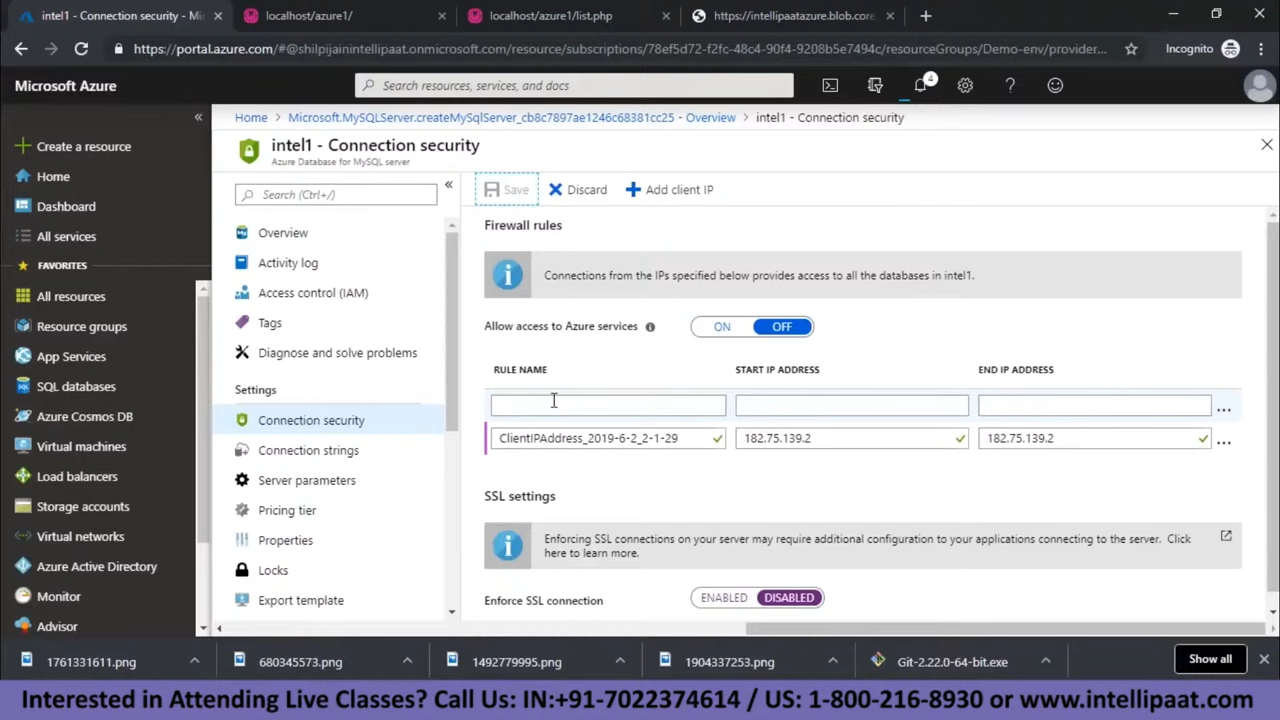 Connection security - Mi
localhost/azure1/
localhost/azure1/list.php
https://intellipaatazure.blob.core.
https://portal.azure.com/#@shilpijainintellipaat.onmicrosoft.com/resource/subscriptions/78ef5d72-f2fc-48c4-90f4-9208b5e7494c/resourceGroups/Demo-env/provider...
Incognito
Microsoft Azure
Search resources, services, and docs
4
Home
Microsoft.MySQLServer.createMySqlServer_cb8c7897ae1246c68381cc25 - Overview
intel1 - Connection security
Create a resource
Home
Dashboard
All services
FAVORITES
All resources
Resource groups
App Services
SQL databases
Azure Cosmos DB
Virtual machines
Load balancers
Storage accounts
Virtual networks
Azure Active Directory
Monitor
Advisor
intel1 - Connection security
Azure Database for MySQL server
Search (Ctrl+/)
Overview
Activity log
Access control (IAM)
Tags
Diagnose and solve problems
Settings
Connection security
Connection strings
Server parameters
Pricing tier
Properties
Locks
Export template
Save
Discard
Add client IP
Firewall rules
Connections from the IPs specified below provides access to all the databases in intel1.
Allow access to Azure services
ON OFF
RULE NAME START IP ADDRESS END IP ADDRESS
ClientIPAddress_2019-6-2_2-1-29 182.75.139.2 182.75.139.2
SSL settings
Enforcing SSL connections on your server may require additional configuration to your applications connecting to the server. Click
here to learn more.
Enforce SSL connection
ENABLED DISABLED
1761331611.png
680345573.png
1492779995.png
1904337253.png
Git-2.22.0-64-bit.exe
Show all
Interested in Attending Live Classes? Call Us: IN:+91-7022374614 / US: 1-800-216-8930 or www.intellipaat.com